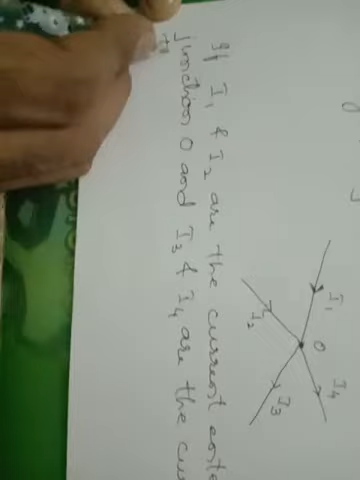 I1
O
I4
I2
I3
If I1 & I2 are the current ente
junction O and I3 & I4 are the cu